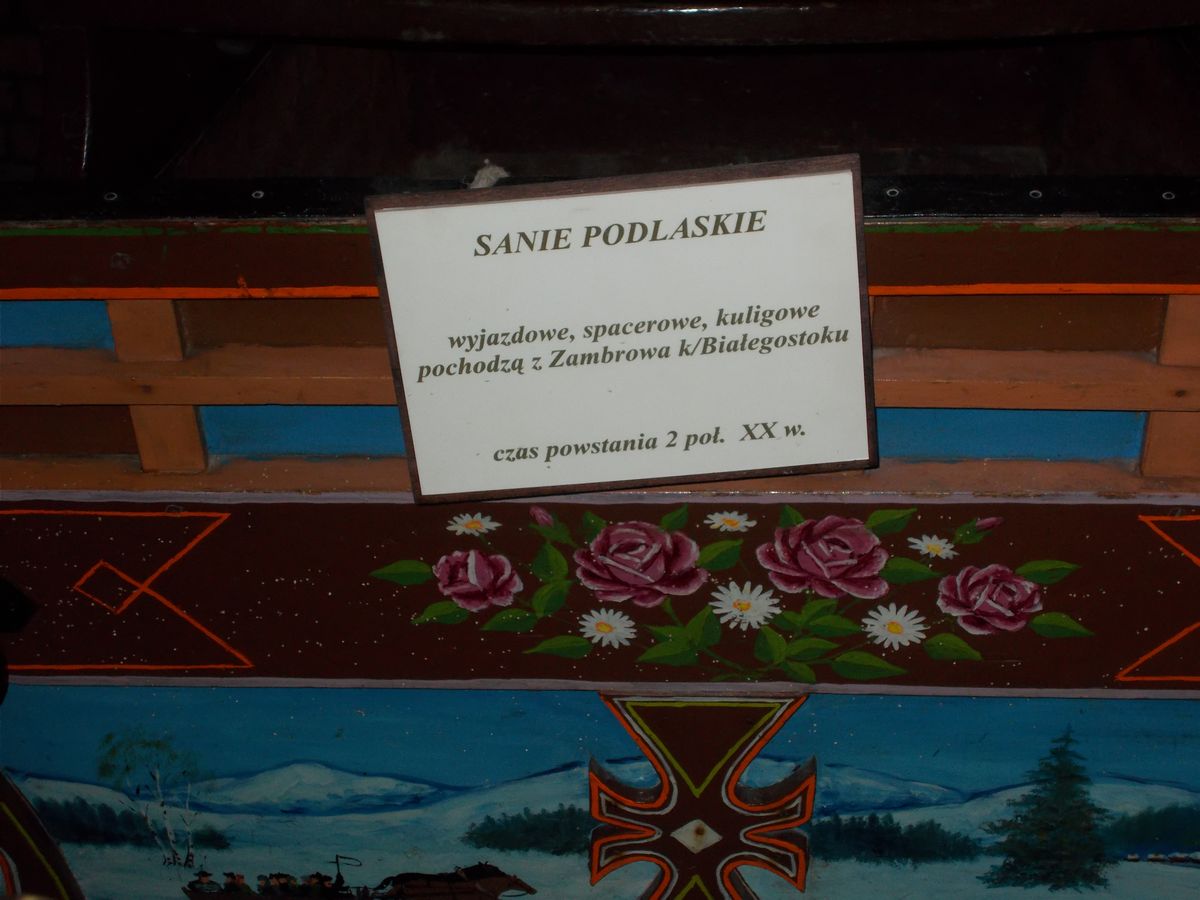 SANIE PODLASKIE
wyjazdowe, spacerowe, kuligowe
pochodzą z Zambrowa k/Białegostoku
czas powstania 2 poł. XX w.